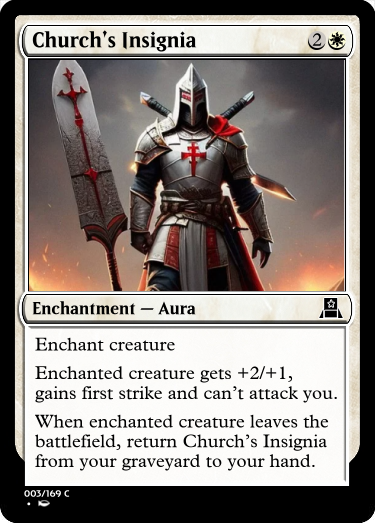 Church's Insignia 2
Enchantment — Aura
Enchant creature
Enchanted creature gets +2/+1,
gains first strike and can't attack you.
When enchanted creature leaves the
battlefield, return Church's Insignia
from your graveyard to your hand.
003/169 C